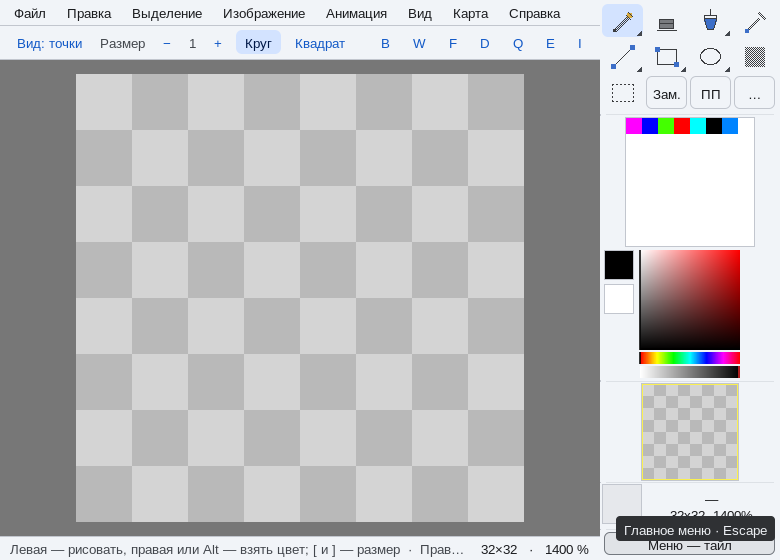 Файл Правка Выделение Изображение Анимация Вид Карта Справка
Вид: точки Размер − 1 + Круг Квадрат B W F D Q E I
Зам. ПП ...
—
32×32 1400%
Главное меню · Escape
Меню — тайл
Левая — рисовать, правая или Alt — взять цвет; [ и ] — размер · Прав… 32×32 · 1400 %